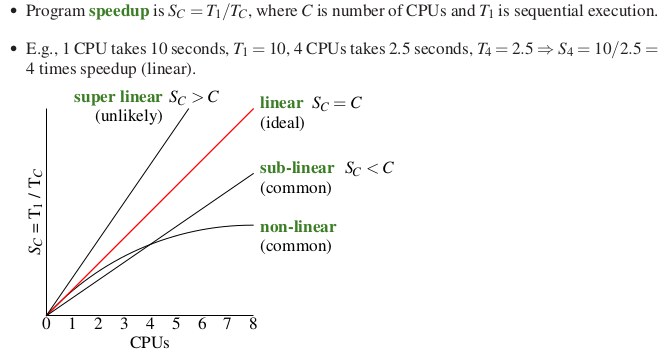 • Program speedup is S_C = T_1/T_C, where C is number of CPUs and T_1 is sequential execution.
• E.g., 1 CPU takes 10 seconds, T_1 = 10, 4 CPUs takes 2.5 seconds, T_4 = 2.5 ⇒ S_4 = 10/2.5 =
4 times speedup (linear).
super linear S_C > C
(unlikely)
linear S_C = C
(ideal)
sub-linear S_C < C
(common)
non-linear
(common)
S_C = T_1 / T_C
0 1 2 3 4 5 6 7 8
CPUs